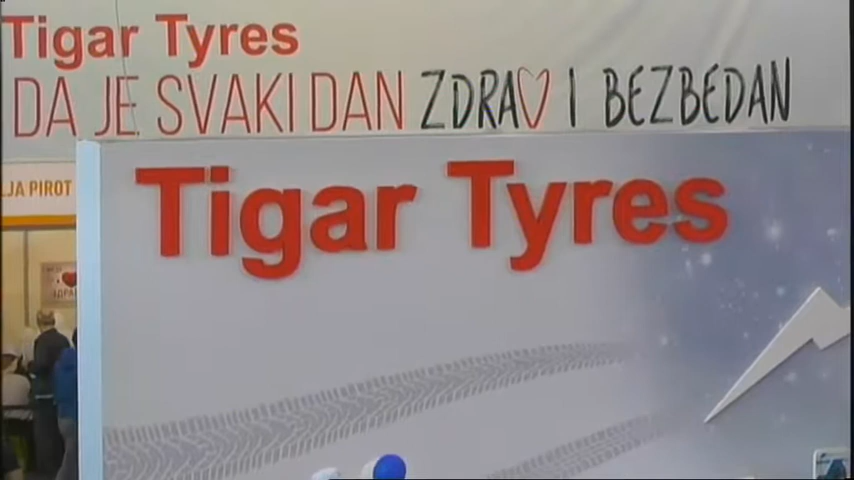 Tigar Tyres
DA JE SVAKI DAN ZDRAV I BEZBEDAN
Tigar Tyres
LJA PIROT